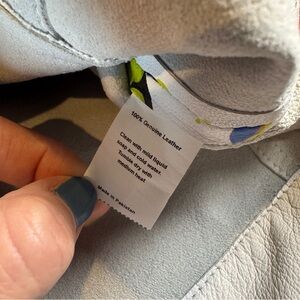 100% Genuine Leather
Clean with mild liquid
soap and cold water.
Tumble dry with
medium heat
Made in Pakistan